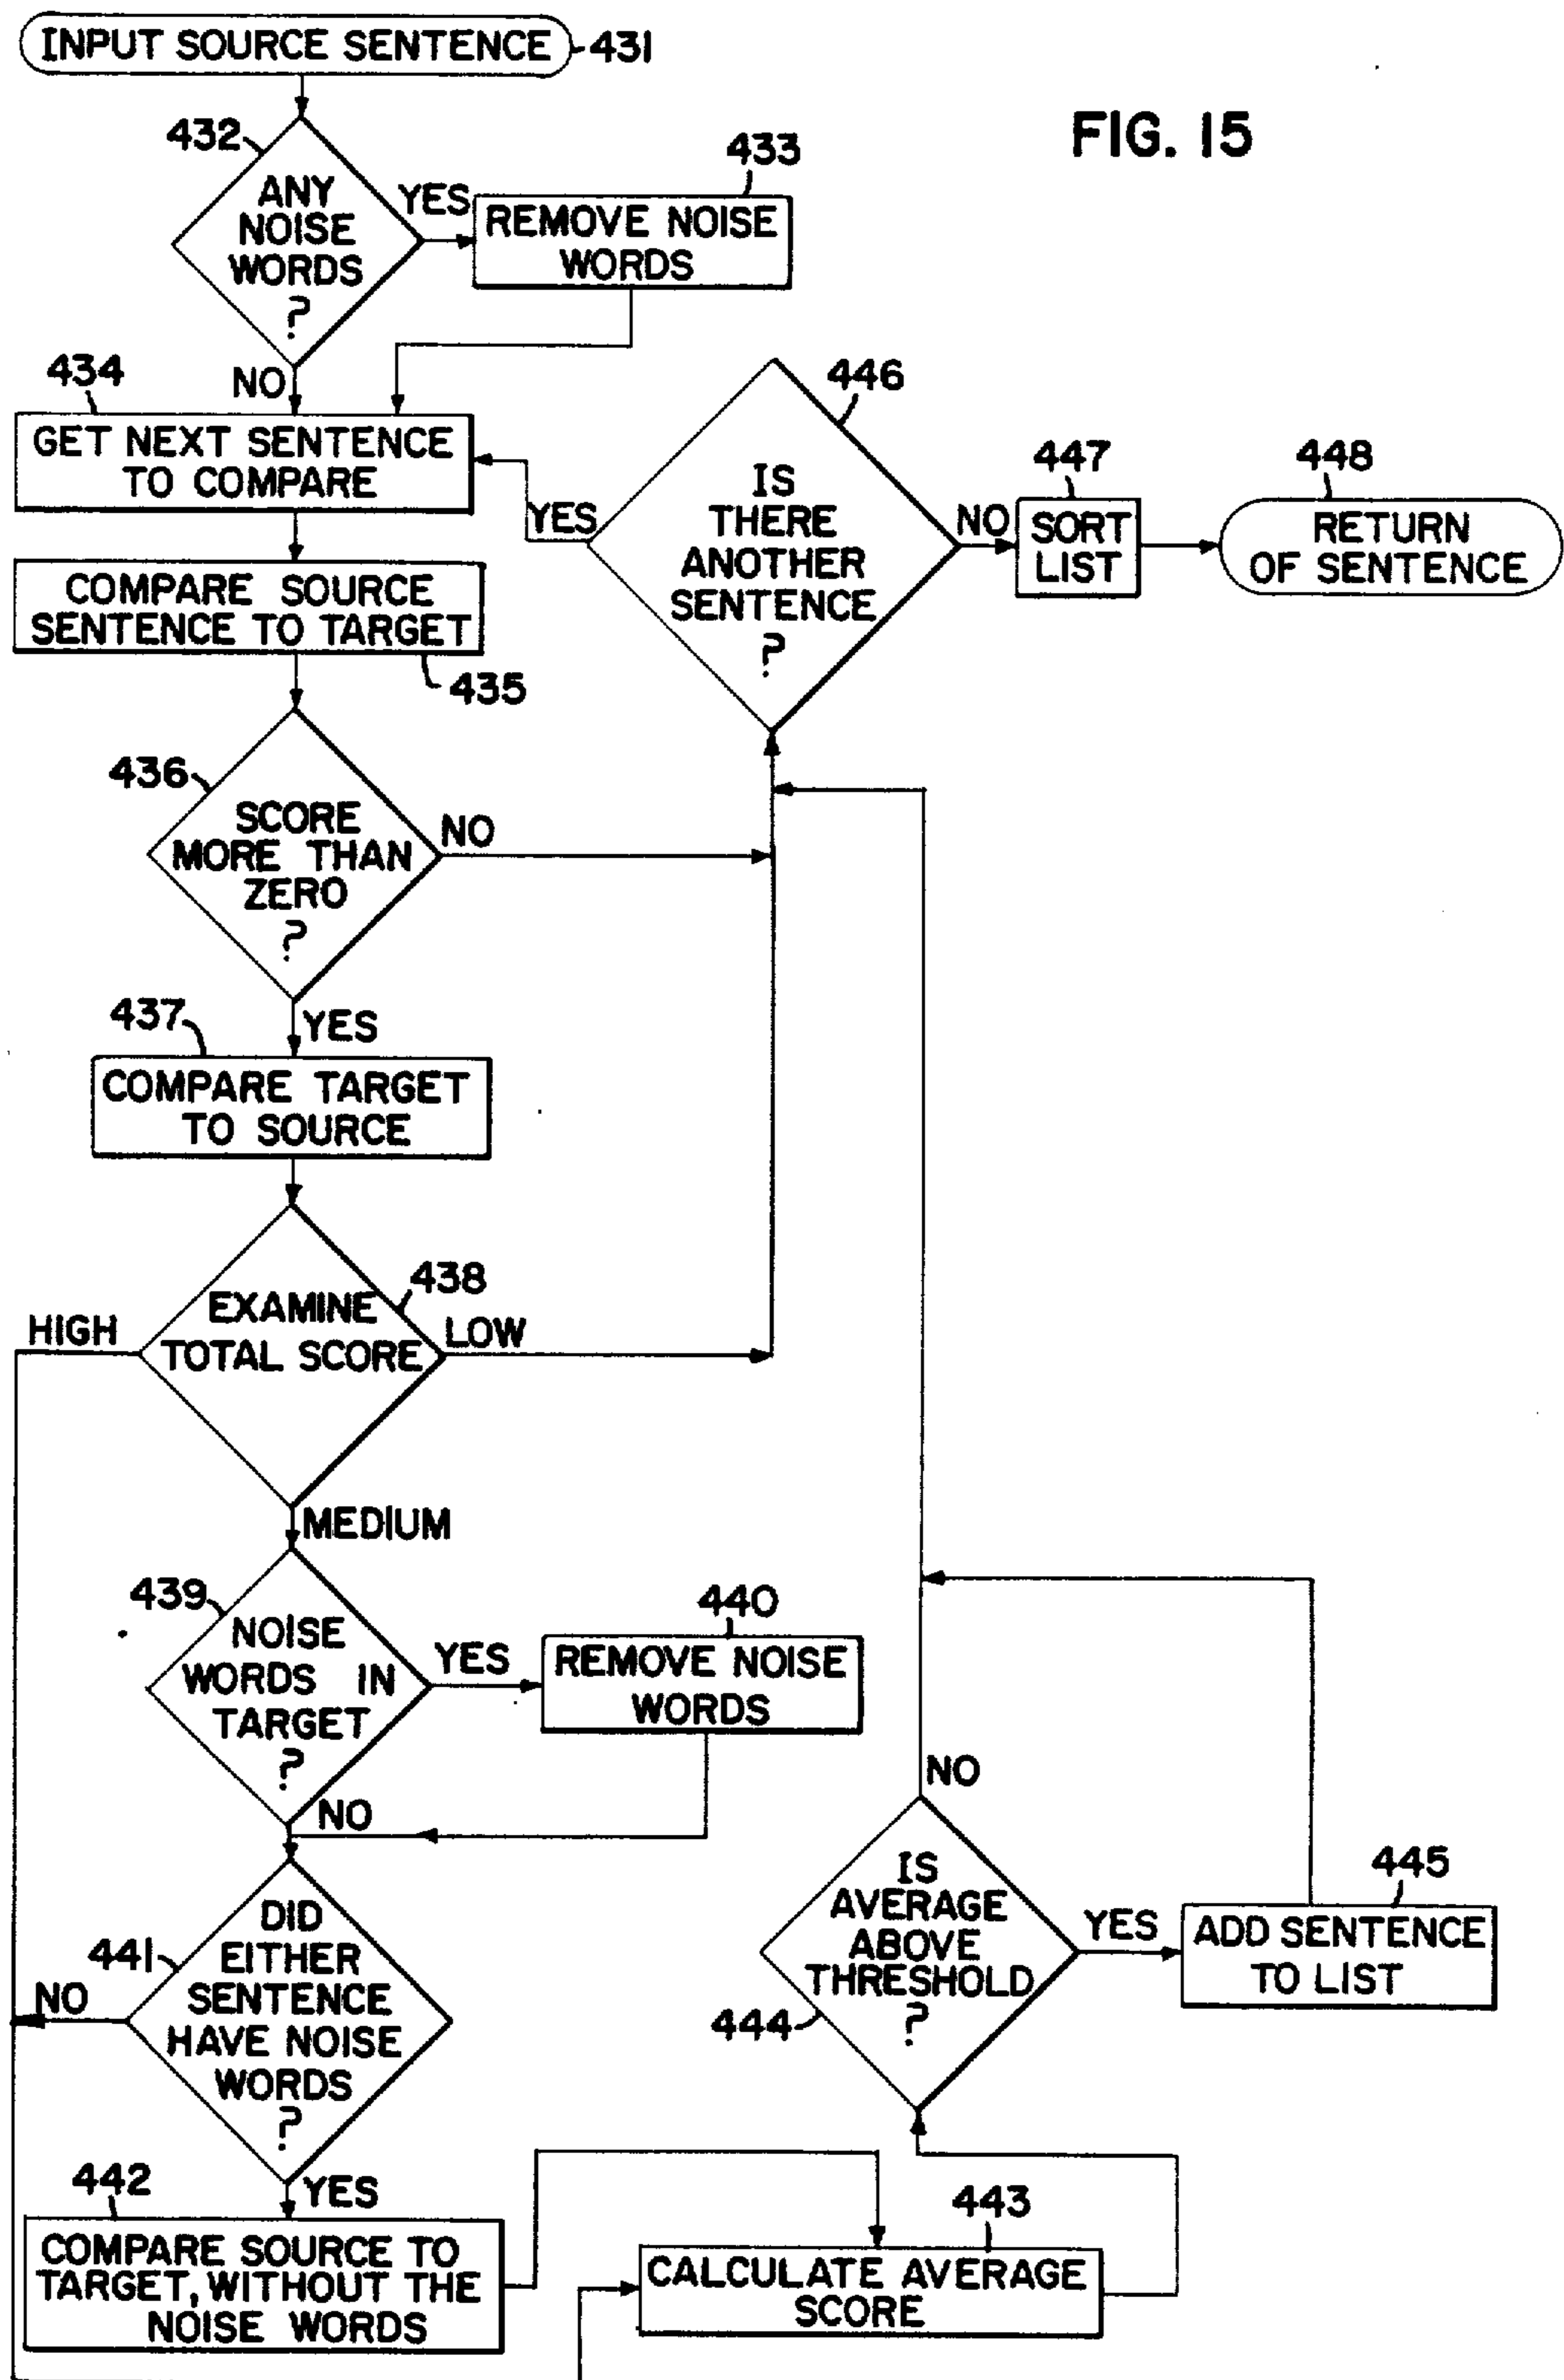 INPUT SOURCE SENTENCE
431
FIG. 15
432
ANY
NOISE
WORDS
?
YES
433
REMOVE NOISE
WORDS
NO
434
GET NEXT SENTENCE
TO COMPARE
COMPARE SOURCE
SENTENCE TO TARGET
435
436
SCORE
MORE THAN
ZERO
?
NO
YES
437
COMPARE TARGET
TO SOURCE
438
EXAMINE
TOTAL SCORE
HIGH
LOW
MEDIUM
439
NOISE
WORDS IN
TARGET
?
YES
440
REMOVE NOISE
WORDS
NO
441
DID
EITHER
SENTENCE
HAVE NOISE
WORDS
?
NO
YES
442
COMPARE SOURCE TO
TARGET, WITHOUT THE
NOISE WORDS
443
CALCULATE AVERAGE
SCORE
444
IS
AVERAGE
ABOVE
THRESHOLD
?
NO
YES
445
ADD SENTENCE
TO LIST
446
IS
THERE
ANOTHER
SENTENCE
?
YES
NO
447
SORT
LIST
448
RETURN
OF SENTENCE